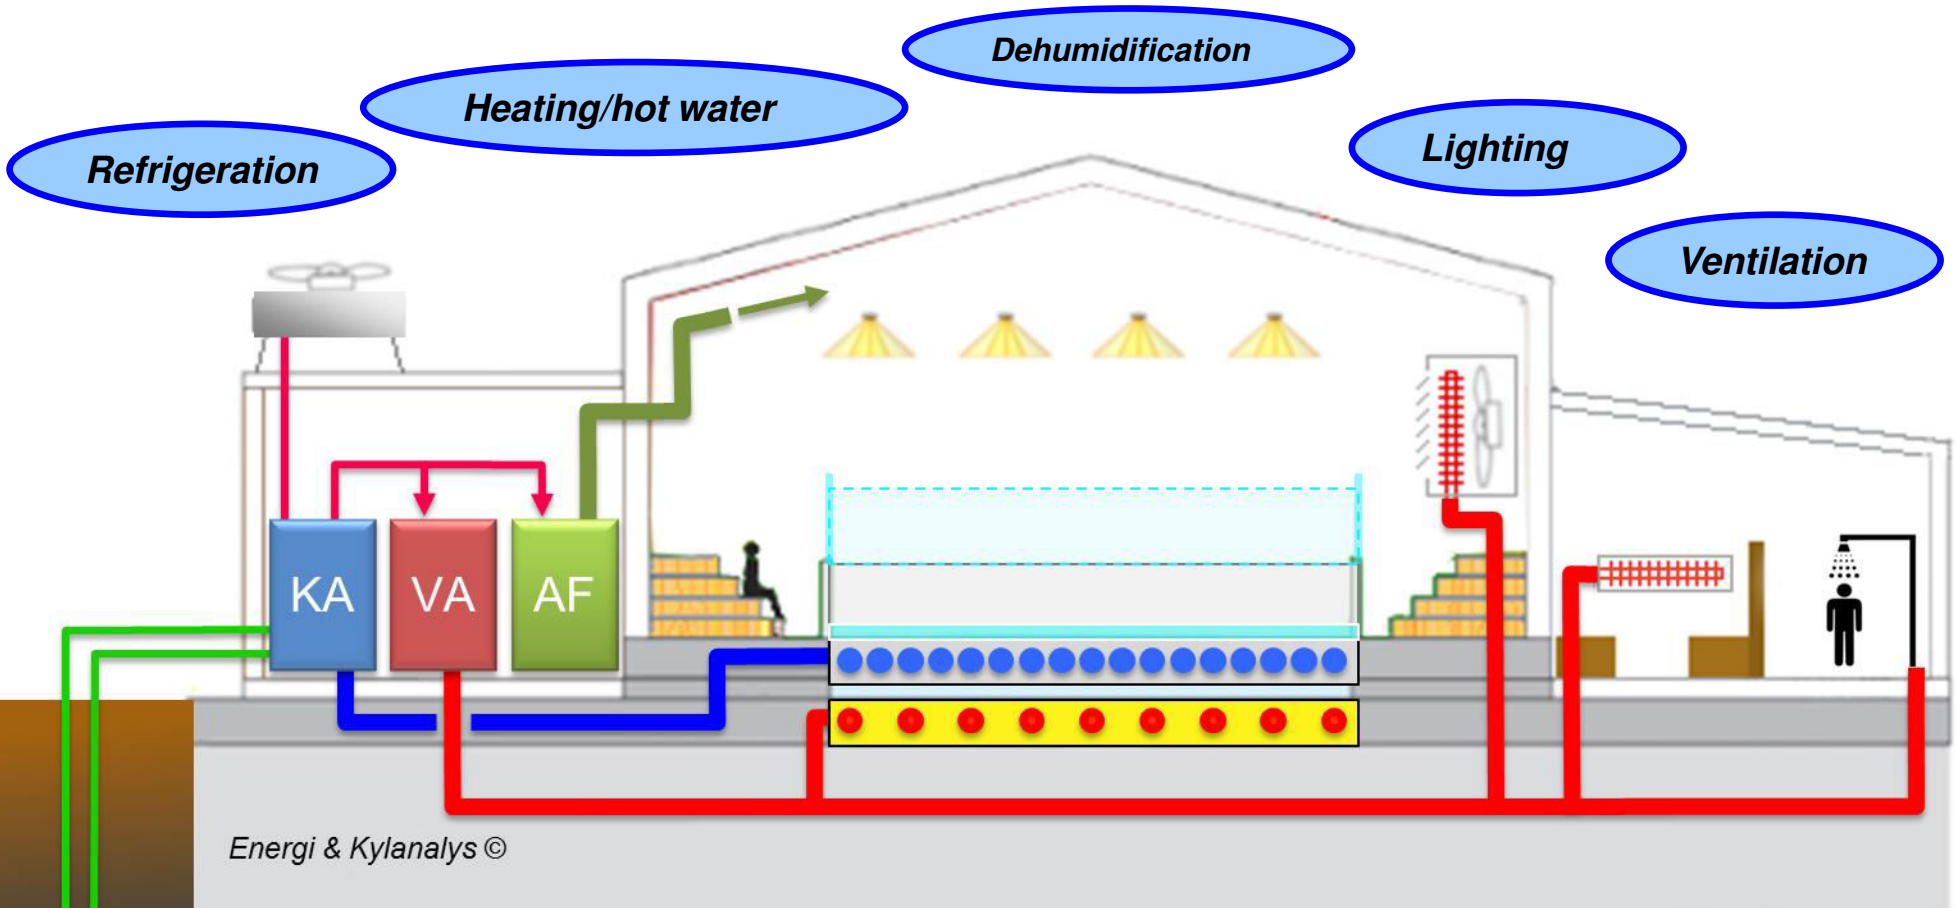 Dehumidification
Heating/hot water
Lighting
Refrigeration
Ventilation
KA
VA
AF
Energi & Kylanalys ©